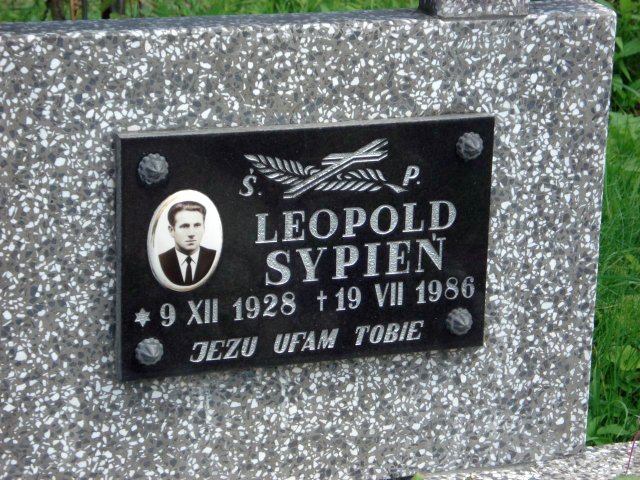 Ś. P.
LEOPOLD
SYPIEŃ
* 9 XII 1928 † 19 VII 1986
JEZU UFAM TOBIE